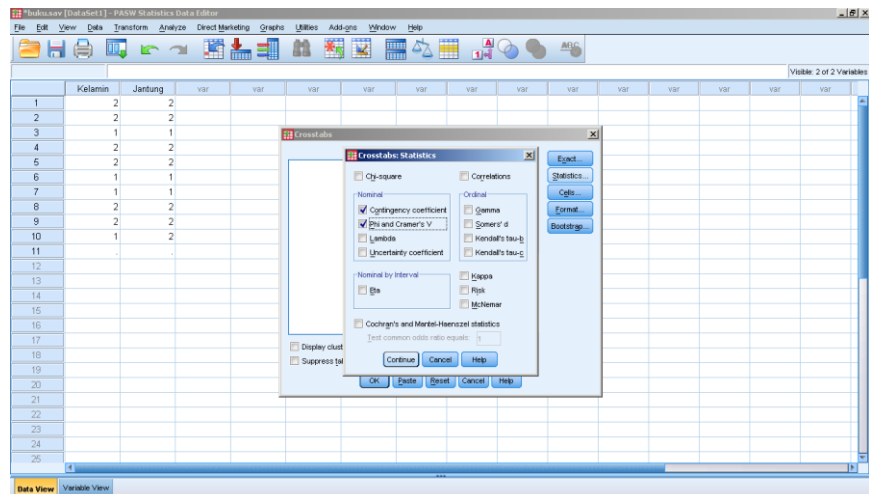 *buku.sav [DataSet1] - PASW Statistics Data Editor
File Edit View Data Transform Analyze Direct Marketing Graphs Utilities Add-ons Window Help
Visible: 2 of 2 Variables
Kelamin Jantung var var var var var var var var var var var
1 2 2
2 2 2
3 1 1
4 2 2
5 2 2
6 1 1
7 1 1
8 2 2
9 2 2
10 1 2
11 . .
12
13
14
15
16
17
18
19
20
21
22
23
24
25
Crosstabs
Exact...
Statistics...
Cells...
Format...
Bootstrap...
Display clust
Suppress tal
OK Paste Reset Cancel Help
Crosstabs: Statistics
Chi-square Correlations
Nominal Ordinal
Contingency coefficient Gamma
Phi and Cramer's V Somers' d
Lambda Kendall's tau-b
Uncertainty coefficient Kendall's tau-c
Nominal by Interval Kappa
Eta Risk
McNemar
Cochran's and Mantel-Haenszel statistics
Test common odds ratio equals: 1
Continue Cancel Help
Data View Variable View